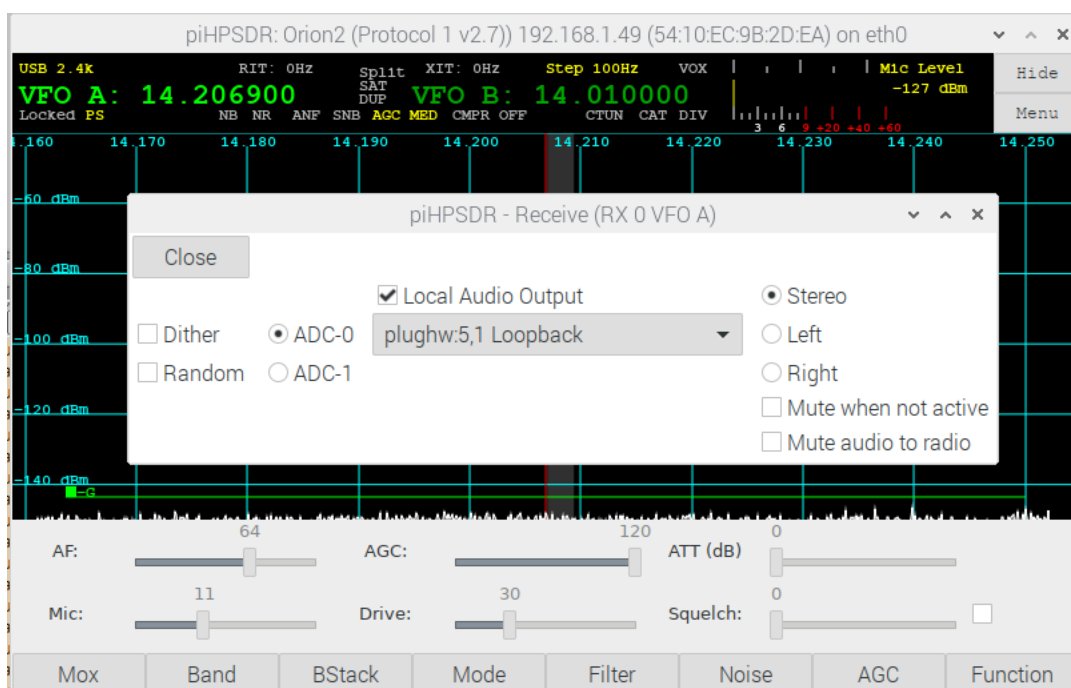 piHPSDR: Orion2 (Protocol 1 v2.7)) 192.168.1.49 (54:10:EC:9B:2D:EA) on eth0
USB 2.4k RIT: 0Hz Split XIT: 0Hz Step 100Hz VOX Mic Level Hide
SAT
VFO A: 14.206900 DUP VFO B: 14.010000 -127 dBm
Locked PS NB NR ANF SNB AGC MED CMPR OFF CTUN CAT DIV Menu
3 6 9 +20 +40 +60
.160 14.170 14.180 14.190 14.200 14.210 14.220 14.230 14.240 14.250
-60 dBm
piHPSDR - Receive (RX 0 VFO A)
Close
-80 dBm
Local Audio Output Stereo
-100 dBm
Dither ADC-0 plughw:5,1 Loopback Left
Random ADC-1 Right
-120 dBm
Mute when not active
Mute audio to radio
-140 dBm
-G
64 120 0
AF: AGC: ATT (dB)
11 30 0
Mic: Drive: Squelch:
Mox Band BStack Mode Filter Noise AGC Function